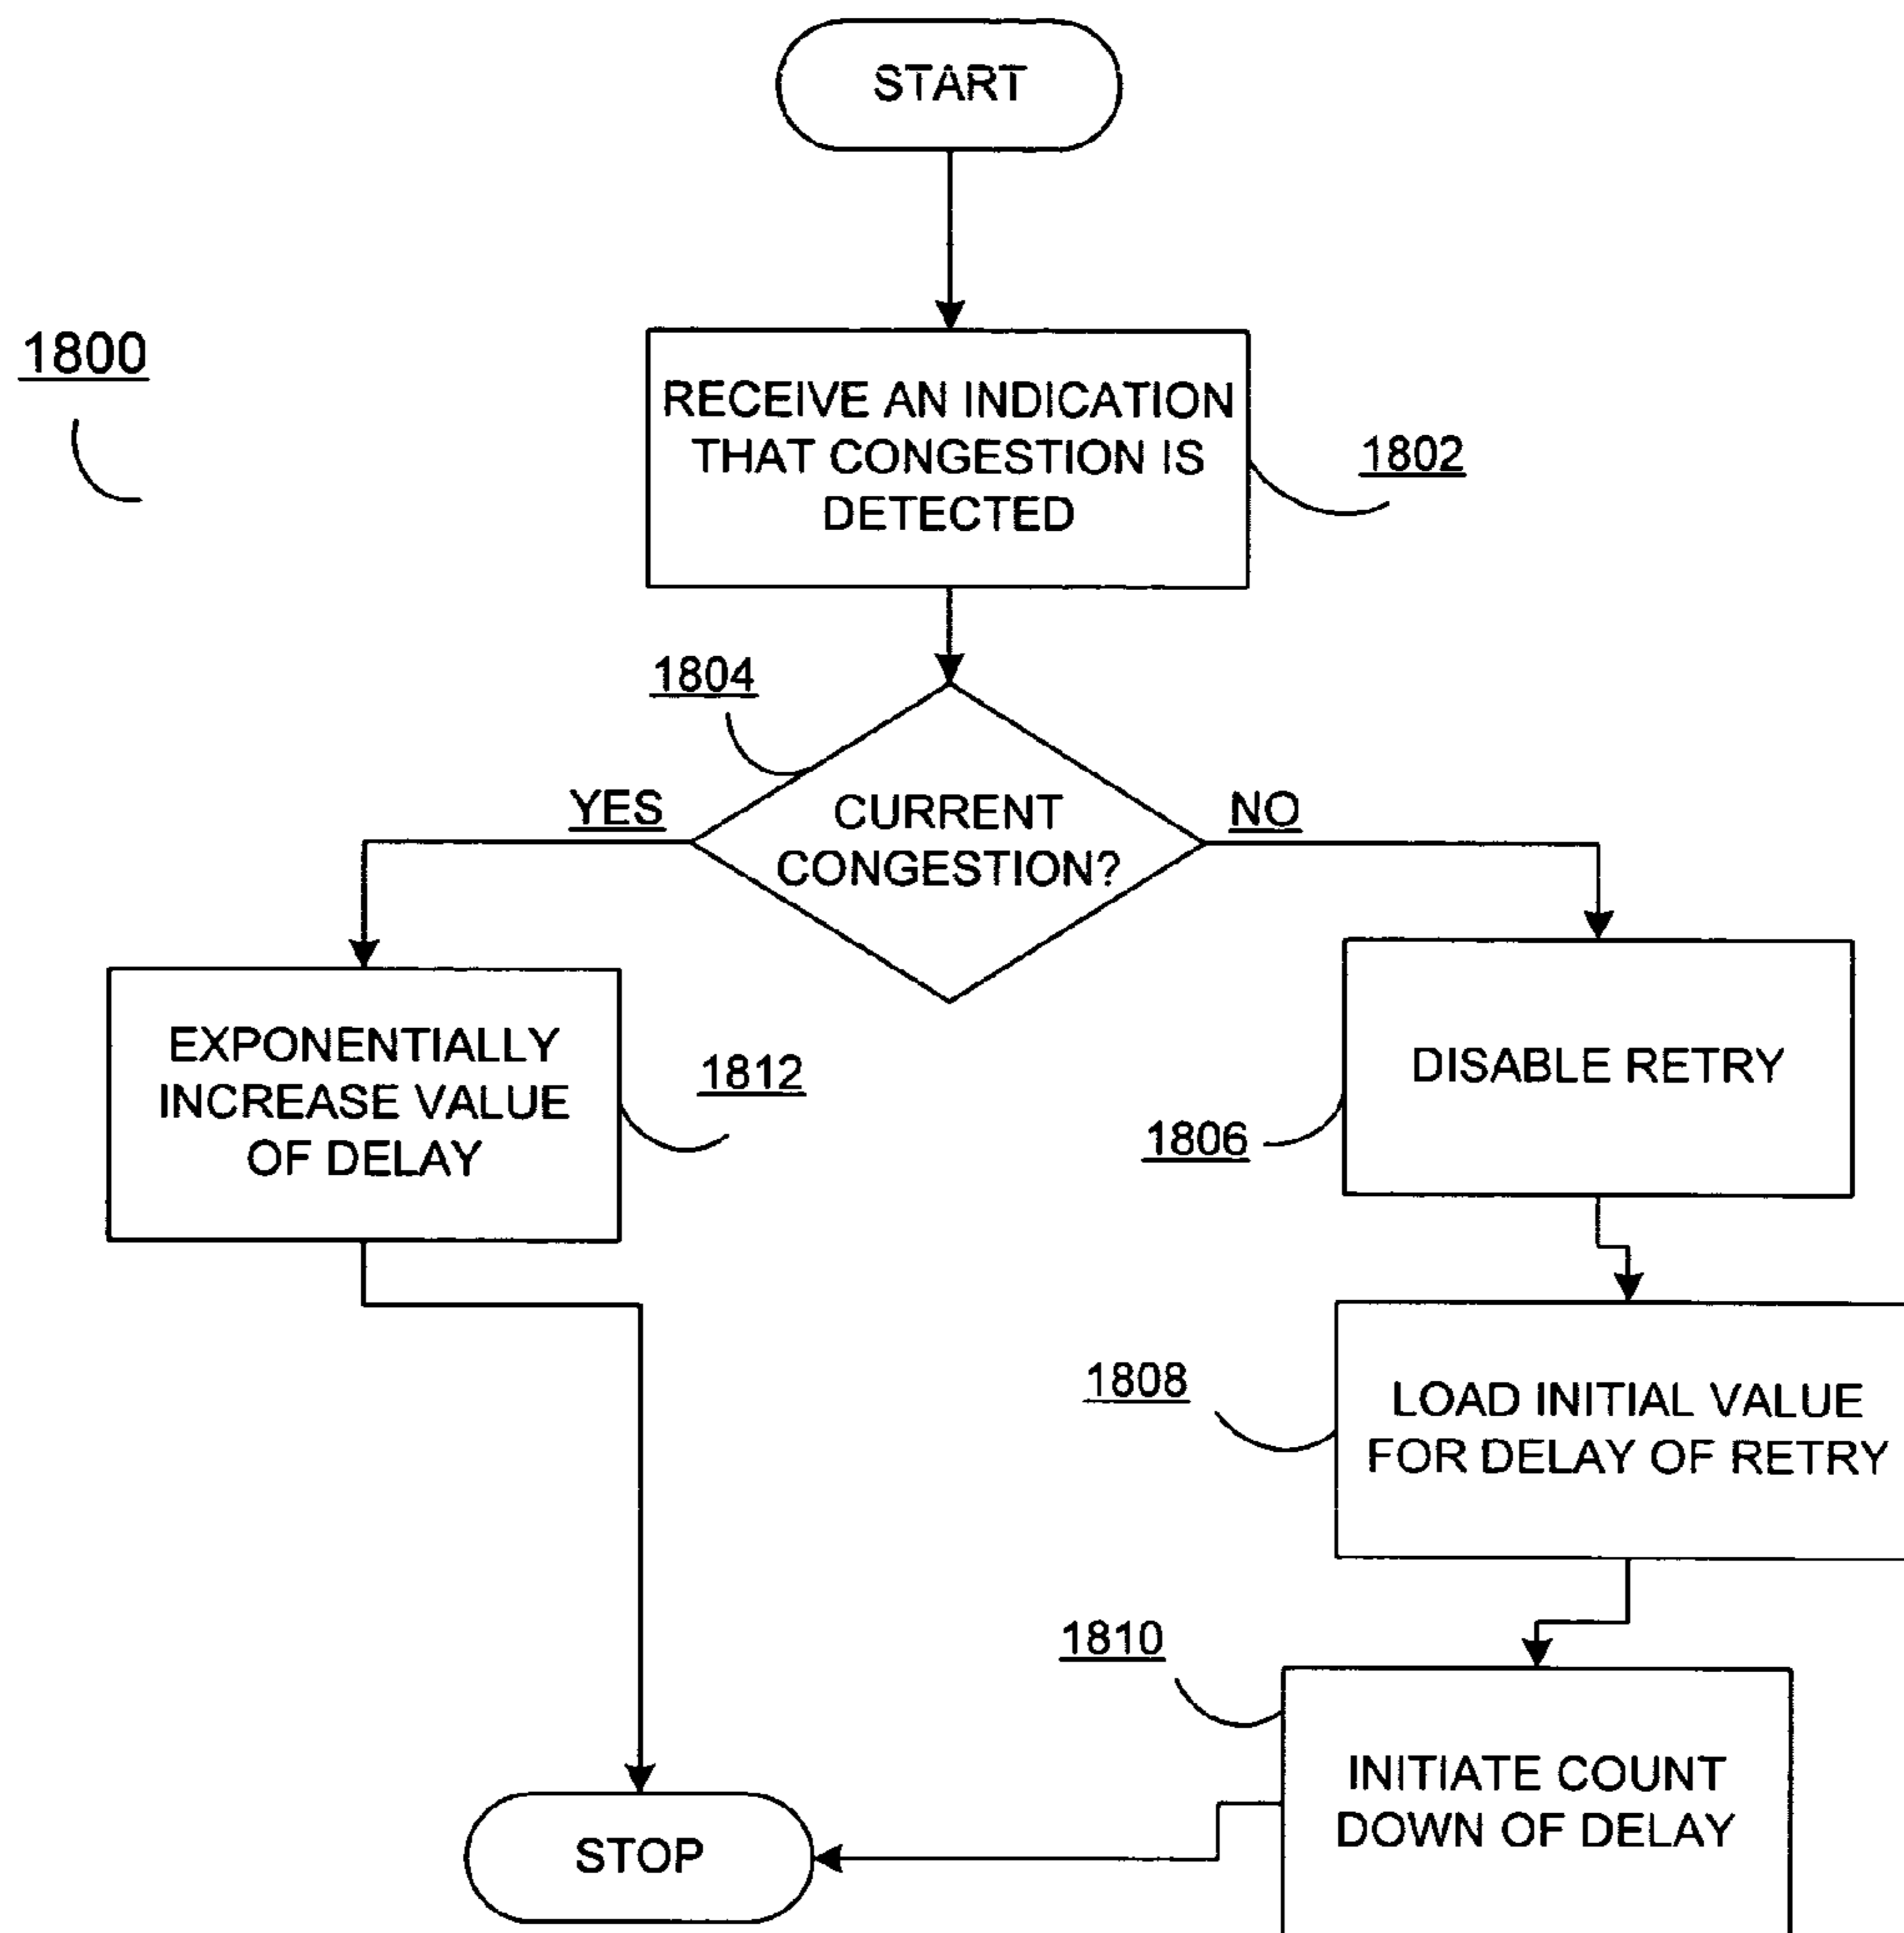 START
1800
RECEIVE AN INDICATION
THAT CONGESTION IS
DETECTED
1802
1804
YES
CURRENT
CONGESTION?
NO
EXPONENTIALLY
INCREASE VALUE
OF DELAY
1812
DISABLE RETRY
1806
1808
LOAD INITIAL VALUE
FOR DELAY OF RETRY
1810
INITIATE COUNT
DOWN OF DELAY
STOP